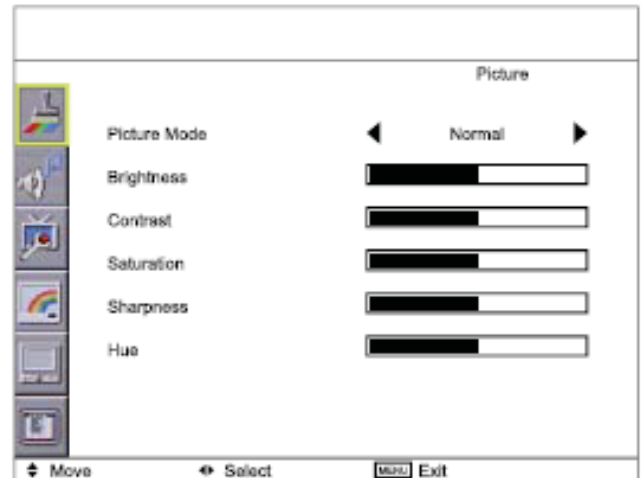 Picture
Picture Mode Normal
Brightness
Contrast
Saturation
Sharpness
Hue
Move Select MENU Exit